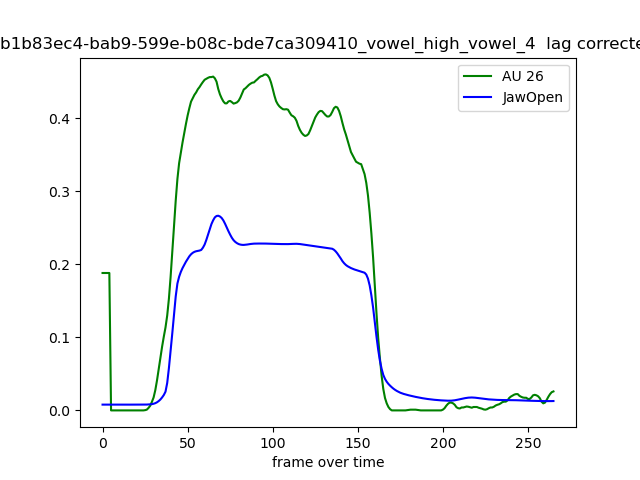 b1b83ec4-bab9-599e-b08c-bde7ca309410_vowel_high_vowel_4 lag correcte
AU 26
JawOpen
0.4
0.3
0.2
0.1
0.0
0 50 100 150 200 250
frame over time